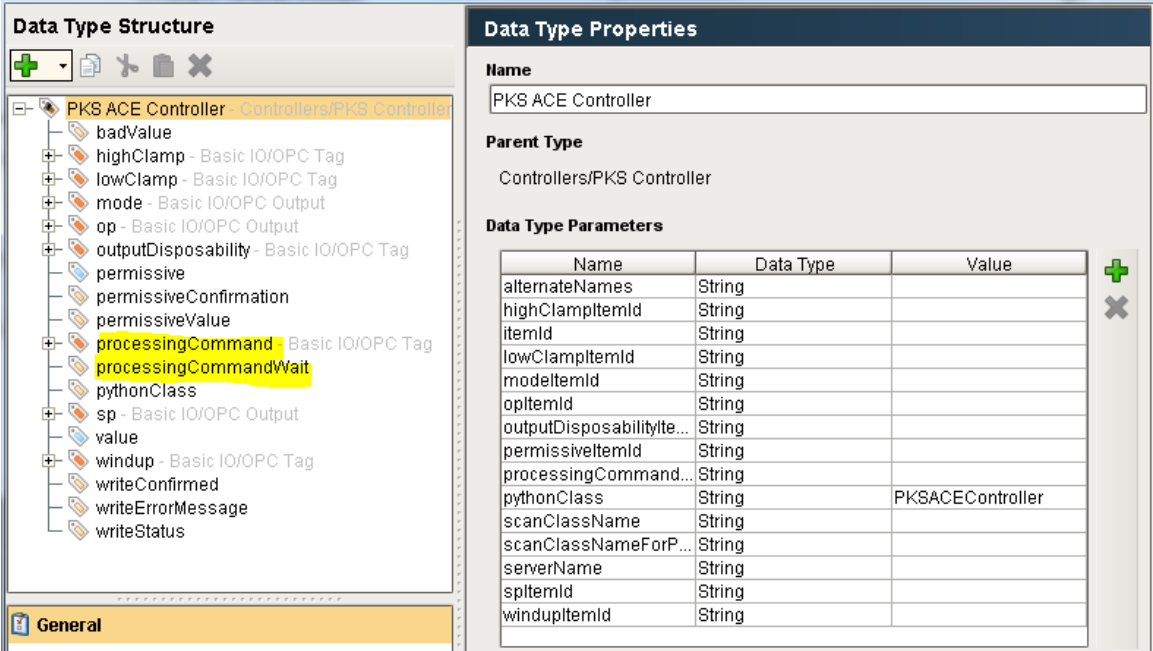 Data Type Structure
PKS ACE Controller - Controllers/PKS Controller
badValue
highClamp - Basic IO/OPC Tag
lowClamp - Basic IO/OPC Tag
mode - Basic IO/OPC Output
op - Basic IO/OPC Output
outputDisposability - Basic IO/OPC Tag
permissive
permissiveConfirmation
permissiveValue
processingCommand - Basic IO/OPC Tag
processingCommandWait
pythonClass
sp - Basic IO/OPC Output
value
windup - Basic IO/OPC Tag
writeConfirmed
writeErrorMessage
writeStatus
General
Data Type Properties
Name
PKS ACE Controller
Parent Type
Controllers/PKS Controller
Data Type Parameters
Name Data Type Value
alternateNames String
highClampItemId String
itemId String
lowClampItemId String
modeItemId String
opItemId String
outputDisposabilityIte... String
permissiveItemId String
processingCommand... String
pythonClass String PKSACEController
scanClassName String
scanClassNameForP... String
serverName String
spItemId String
windupItemId String